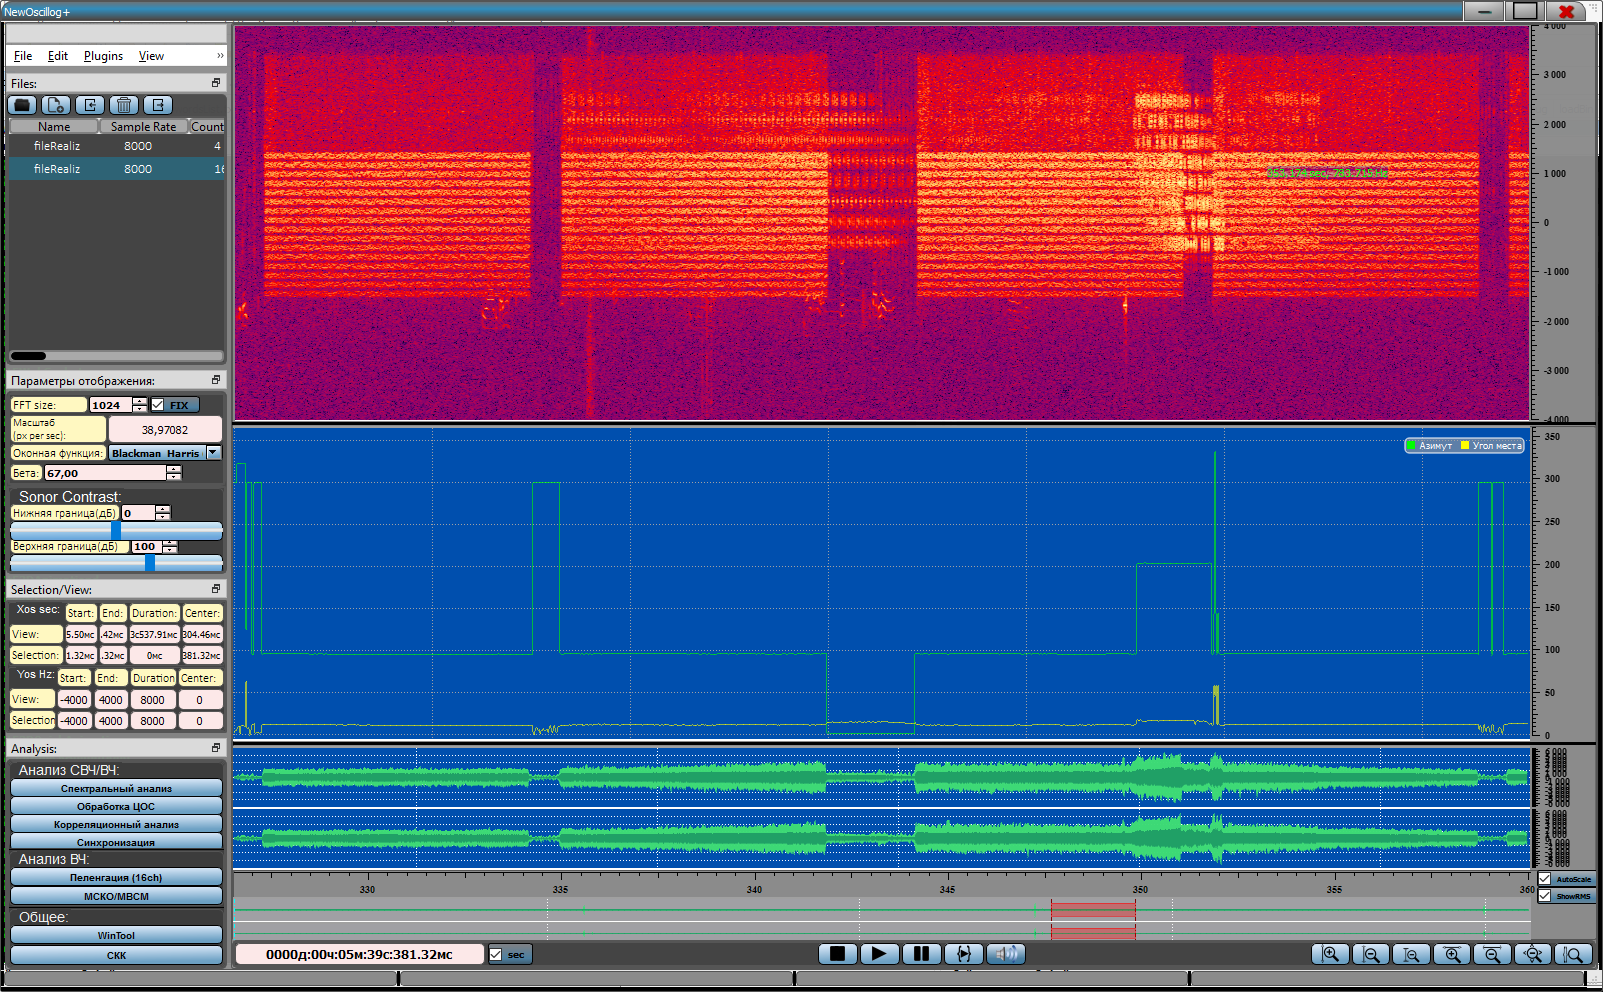 NewOscillog+
File Edit Plugins View »
Files:
Name Sample Rate Count
fileRealiz 8000 4
fileRealiz 8000 16
Параметры отображения:
FFT size: 1024 FIX
Масштаб (px per sec): 38,97082
Оконная функция: Blackman Harris
Бета: 67,00
Sonor Contrast:
Нижняя граница(дБ) 0
Верхняя граница(дБ) 100
Selection/View:
Xos sec: Start: End: Duration: Center:
View: 5.50мс .42мс 3с537.91мс 304.46мс
Selection: 1.32мс .32мс 0мс 381.32мс
Yos Hz: Start: End: Duration Center:
View: -4000 4000 8000 0
Selection -4000 4000 8000 0
Analysis:
Анализ СВЧ/ВЧ:
Спектральный анализ
Обработка ЦОС
Корреляционный анализ
Синхронизация
Анализ ВЧ:
Пеленгация (16ch)
МСКО/МВСМ
Общее:
WinTool
СКК
4 000
3 000
2 000
1 000
0
-1 000
-2 000
-3 000
-4 000
Азимут Угол места
350
300
250
200
150
100
50
0
330 335 340 345 350 355 360
AutoScale
ShowRMS
0000д:00ч:05м:39с:381.32мс sec